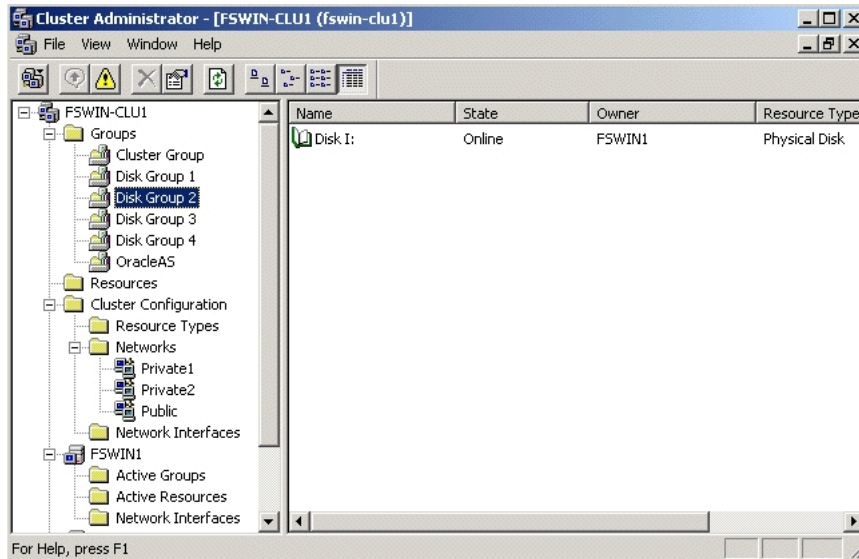 Cluster Administrator - [FSWIN-CLU1 (fswin-clu1)]
File View Window Help
FSWIN-CLU1
Groups
Cluster Group
Disk Group 1
Disk Group 2
Disk Group 3
Disk Group 4
OracleAS
Resources
Cluster Configuration
Resource Types
Networks
Private1
Private2
Public
Network Interfaces
FSWIN1
Active Groups
Active Resources
Network Interfaces
Name State Owner Resource Type
Disk I: Online FSWIN1 Physical Disk
For Help, press F1